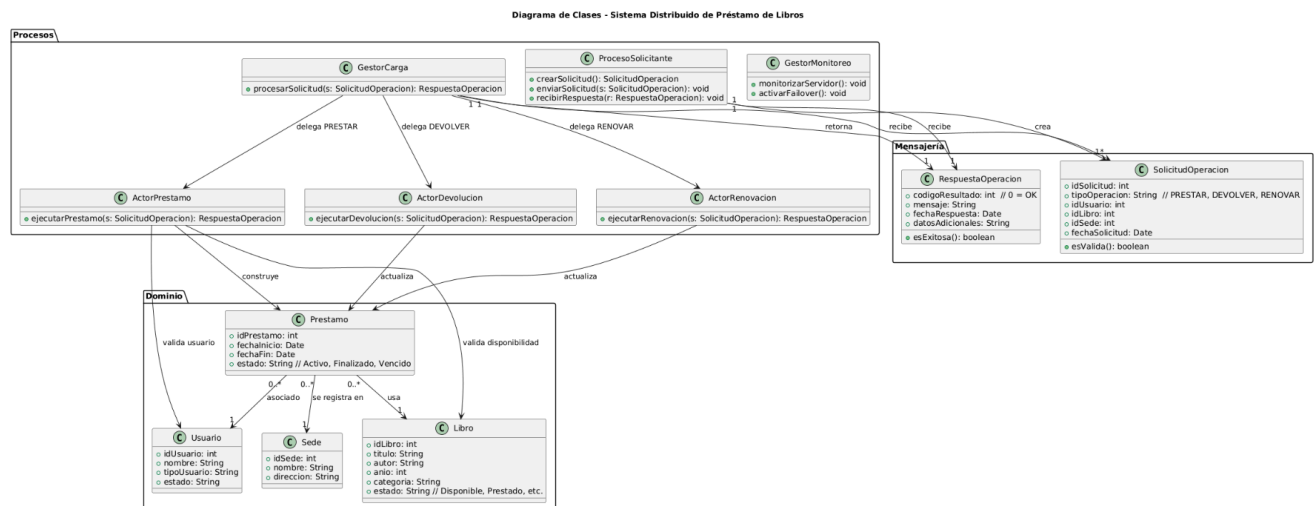 Diagrama de Clases - Sistema Distribuido de Préstamo de Libros
Procesos
C GestorCarga
procesarSolicitud(s: SolicitudOperacion): RespuestaOperacion
C ProcesoSolicitante
crearSolicitud(): SolicitudOperacion
enviarSolicitud(s: SolicitudOperacion): void
recibirRespuesta(r: RespuestaOperacion): void
C GestorMonitoreo
monitorizarServidor(): void
activarFailover(): void
1 1
1
1
delega PRESTAR
delega DEVOLVER
delega RENOVAR
retorna
recibe
recibe
crea
C ActorPrestamo
ejecutarPrestamo(s: SolicitudOperacion): RespuestaOperacion
C ActorDevolucion
ejecutarDevolucion(s: SolicitudOperacion): RespuestaOperacion
C ActorRenovacion
ejecutarRenovacion(s: SolicitudOperacion): RespuestaOperacion
Mensajería
1
1
1*
C RespuestaOperacion
codigoResultado: int // 0 = OK
mensaje: String
fechaRespuesta: Date
datosAdicionales: String
esExitosa(): boolean
C SolicitudOperacion
idSolicitud: int
tipoOperacion: String // PRESTAR, DEVOLVER, RENOVAR
idUsuario: int
idLibro: int
idSede: int
fechaSolicitud: Date
esValida(): boolean
construye
actualiza
actualiza
valida usuario
valida disponibilidad
Dominio
C Prestamo
idPrestamo: int
fechaInicio: Date
fechaFin: Date
estado: String // Activo, Finalizado, Vencido
0..*
0..*
0..*
asociado
se registra en
usa
1
1
1
C Usuario
idUsuario: int
nombre: String
tipoUsuario: String
estado: String
C Sede
idSede: int
nombre: String
direccion: String
C Libro
idLibro: int
titulo: String
autor: String
anio: int
categoria: String
estado: String // Disponible, Prestado, etc.